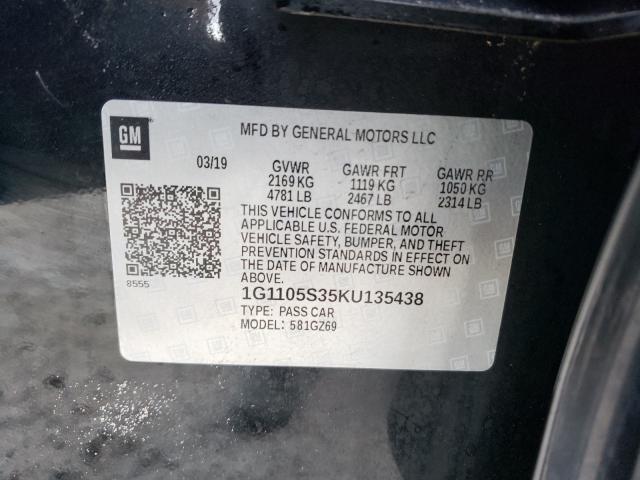 GM
MFD BY GENERAL MOTORS LLC
03/19 GVWR GAWR FRT GAWR RR
2169 KG 1119 KG 1050 KG
4781 LB 2467 LB 2314 LB
THIS VEHICLE CONFORMS TO ALL
APPLICABLE U.S. FEDERAL MOTOR
VEHICLE SAFETY, BUMPER, AND THEFT
PREVENTION STANDARDS IN EFFECT ON
THE DATE OF MANUFACTURE SHOWN
ABOVE.
8555
1G1105S35KU135438
TYPE: PASS CAR
MODEL: 581GZ69